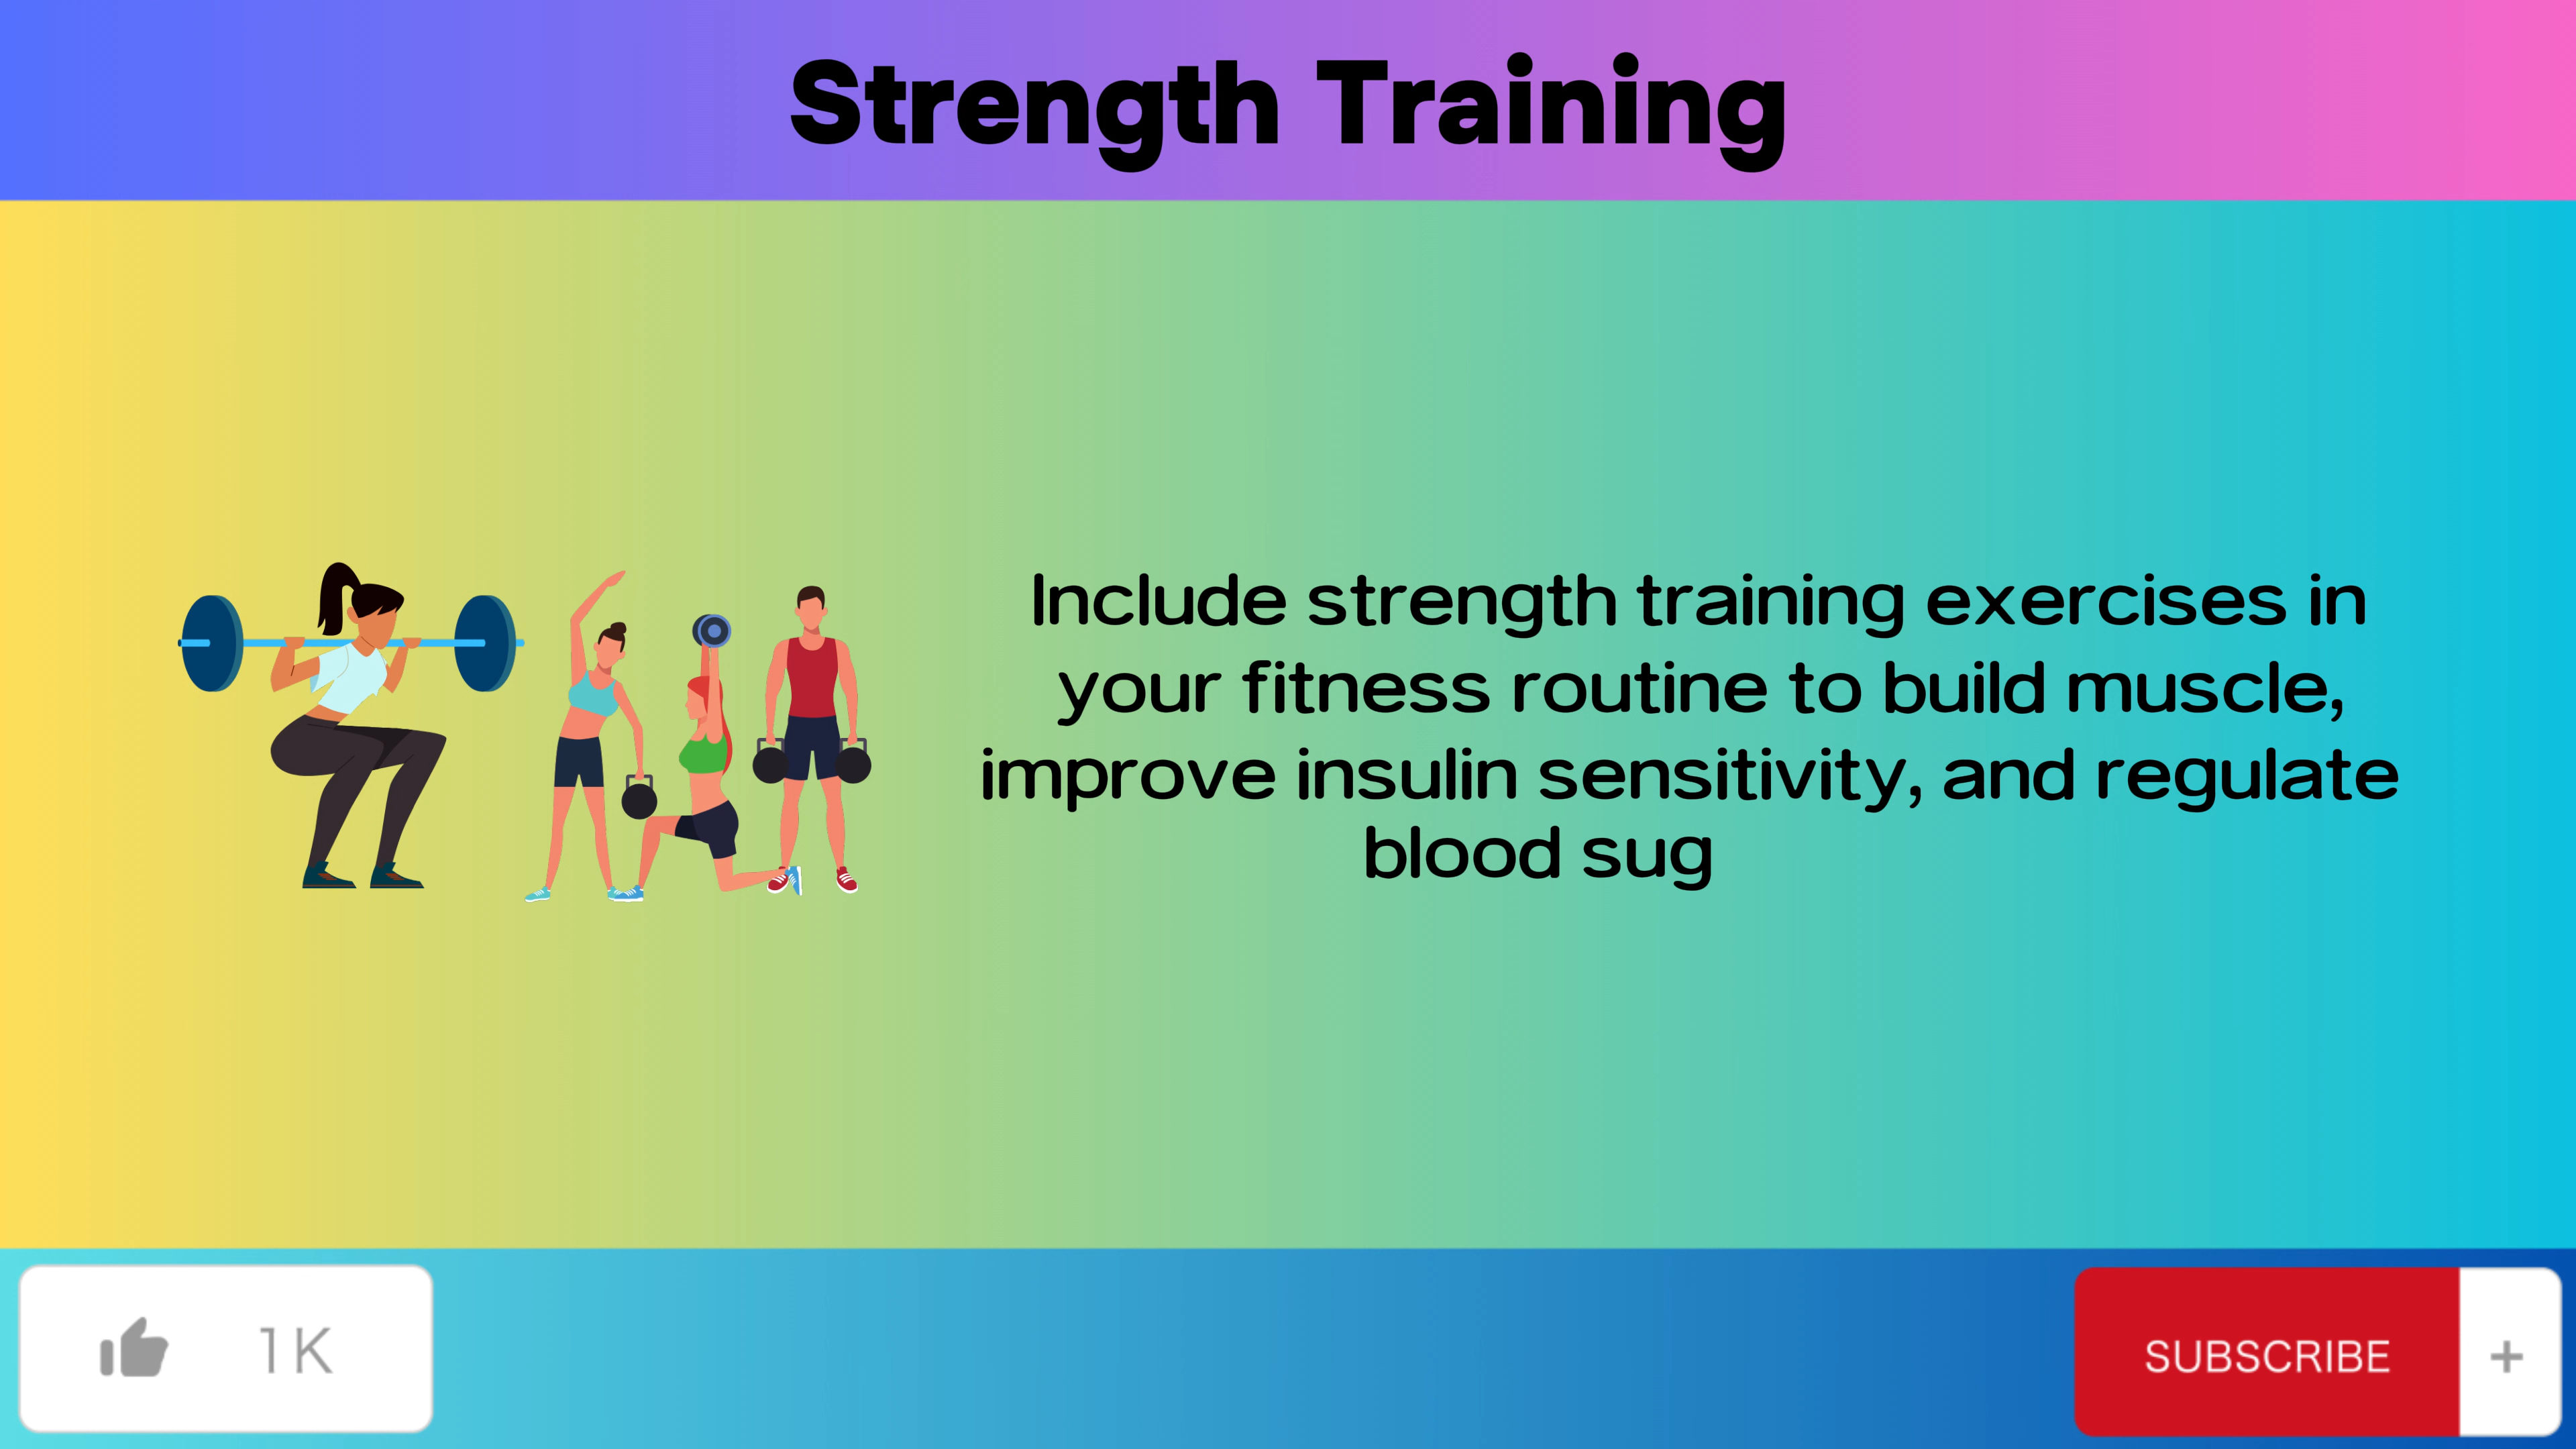 Strength Training
Include strength training exercises in
your fitness routine to build muscle,
improve insulin sensitivity, and regulate
blood sug
1K
SUBSCRIBE +